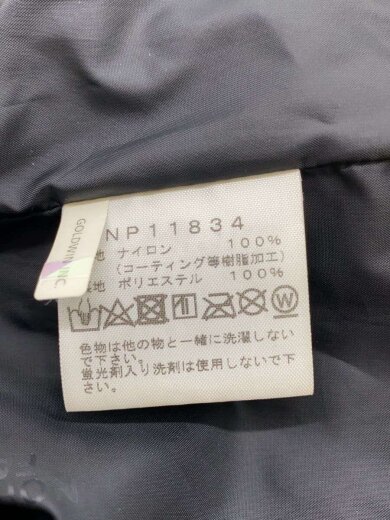 GOLDWIN INC
NP11834
地 ナイロン 100%
(コーティング等樹脂加工)
地 ポリエステル 100%
W
色物は他の物と一緒に洗濯しない
で下さい。
蛍光剤入り洗剤は使用しないで下
さい。